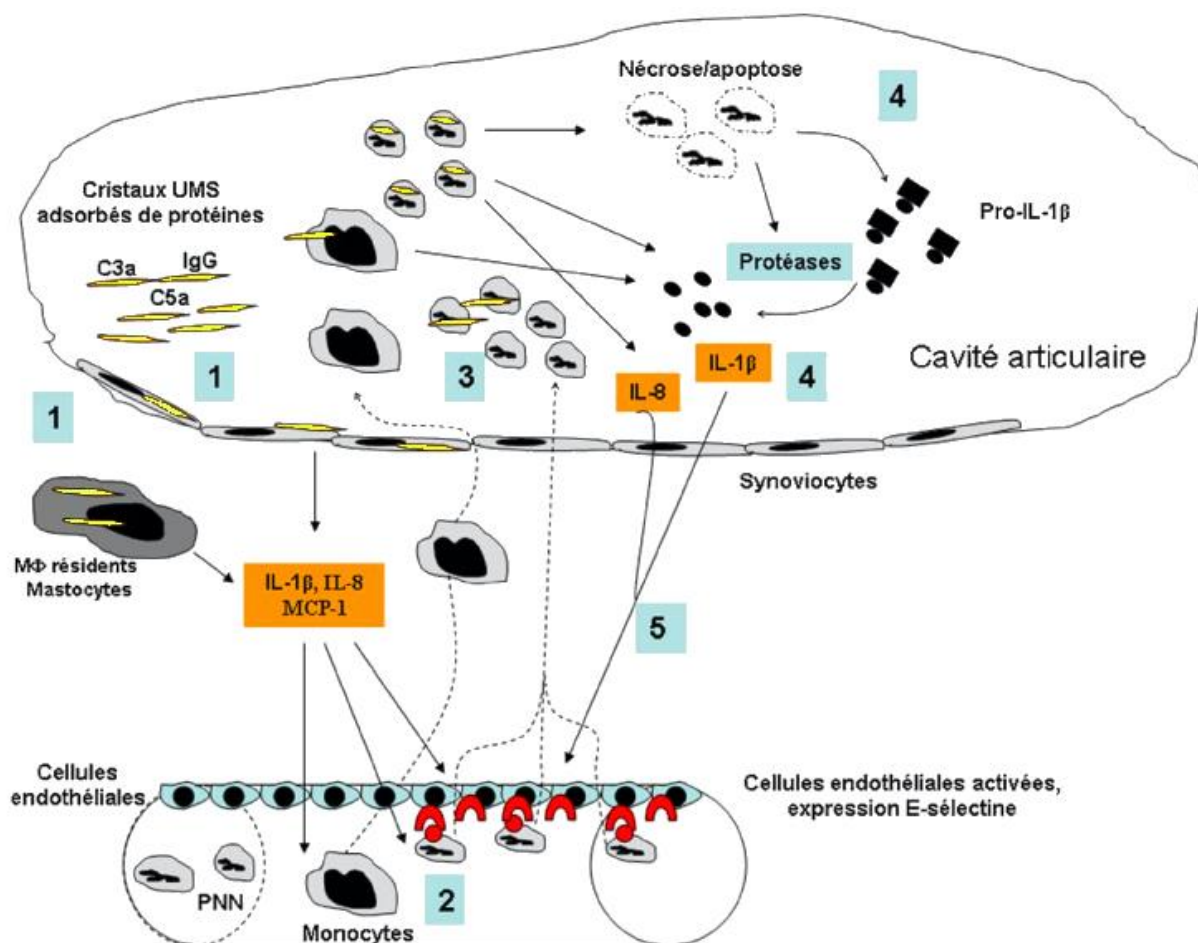 Nécrose/apoptose
4
Cristaux UMS
adsorbés de protéines
Pro-IL-1β
C3a
IgG
Protéases
C5a
Cavité articulaire
1
3
IL-1β
4
IL-8
1
Synoviocytes
MΦ résidents
Mastocytes
IL-1β, IL-8
MCP-1
5
Cellules
endothéliales
Cellules endothéliales activées,
expression E-sélectine
PNN
2
Monocytes